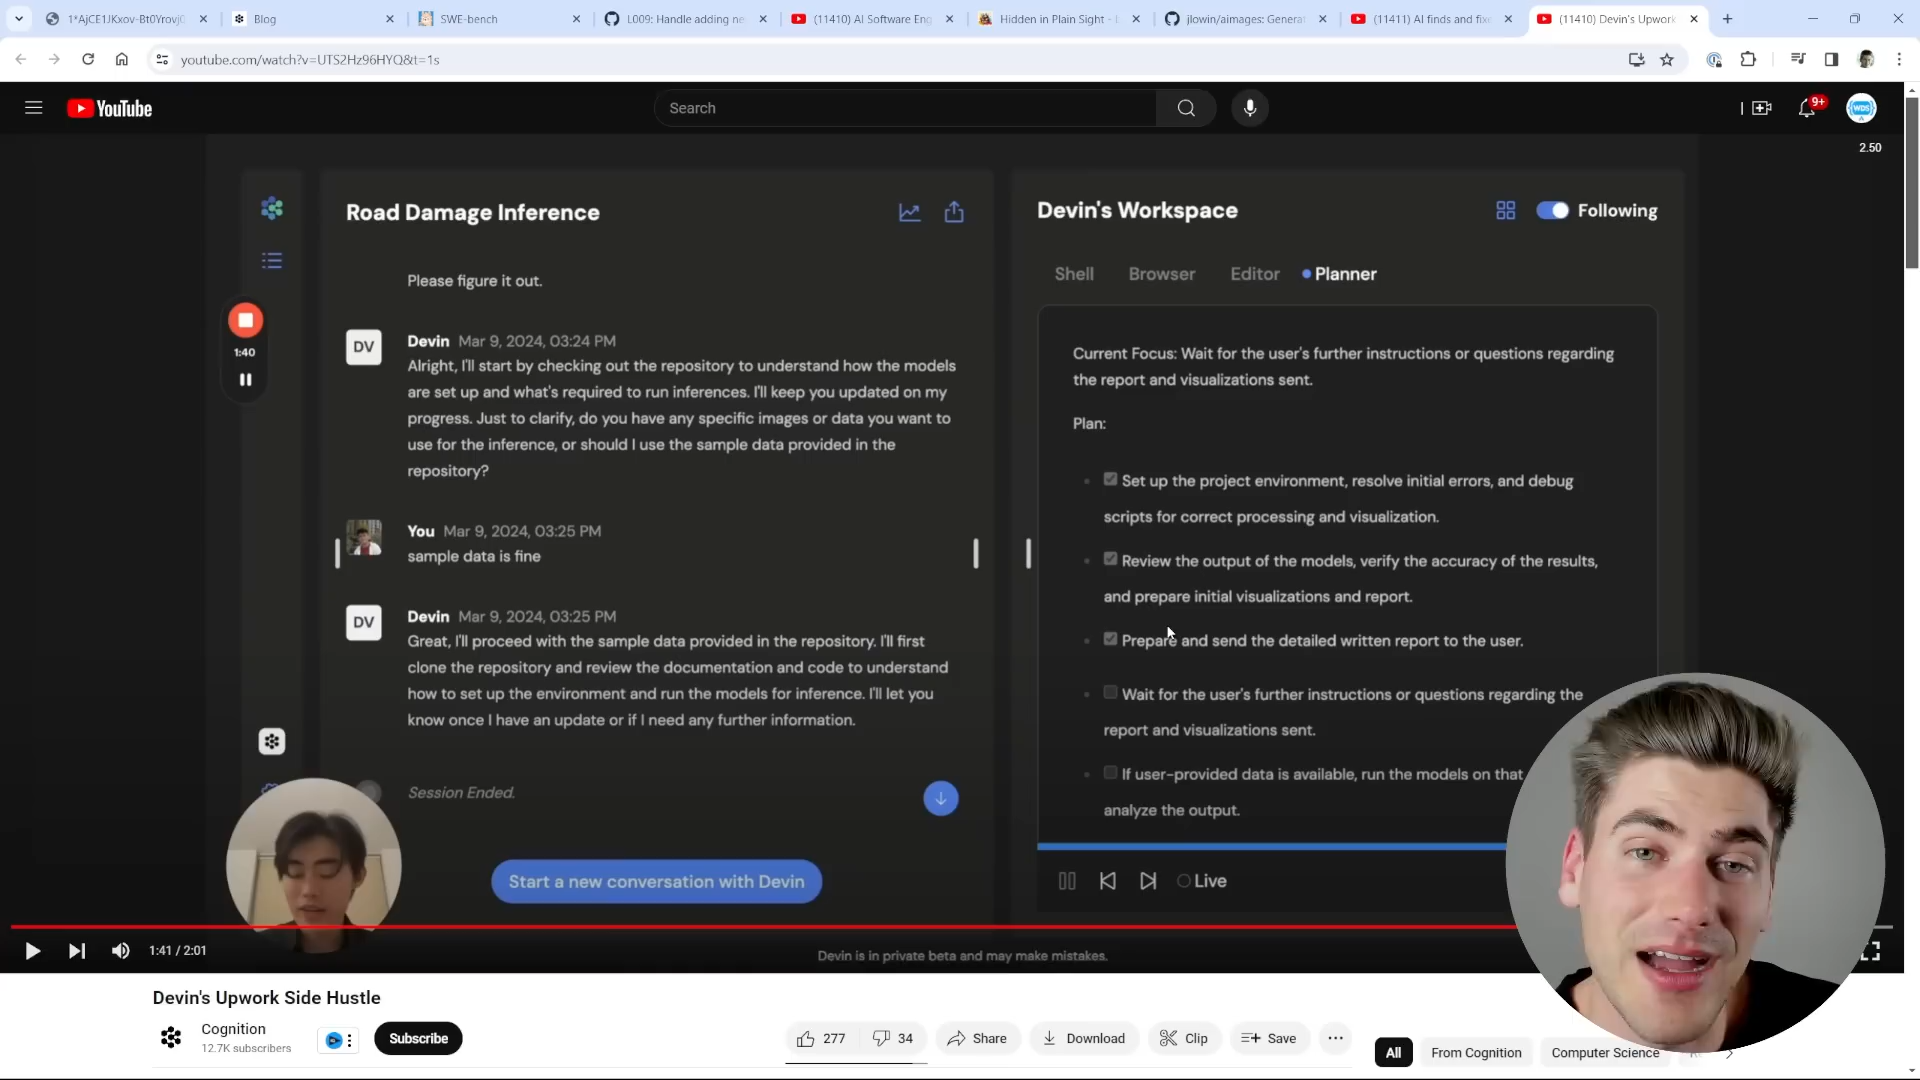 1*AjCE1JKxov-Bt0Yrovj0
Blog
SWE-bench
L009: Handle adding ne
(11410) AI Software Eng
Hidden in Plain Sight -
jlowin/aimages: Generat
(11411) AI finds and fixe
(11410) Devin's Upwork
youtube.com/watch?v=UTS2Hz96HYQ&t=1s
YouTube
Search
9+
WDS
2.50
Road Damage Inference
Please figure it out.
1:40
DV
Devin Mar 9, 2024, 03:24 PM
Alright, I'll start by checking out the repository to understand how the models
are set up and what's required to run inferences. I'll keep you updated on my
progress. Just to clarify, do you have any specific images or data you want to
use for the inference, or should I use the sample data provided in the
repository?
You Mar 9, 2024, 03:25 PM
sample data is fine
DV
Devin Mar 9, 2024, 03:25 PM
Great, I'll proceed with the sample data provided in the repository. I'll first
clone the repository and review the documentation and code to understand
how to set up the environment and run the models for inference. I'll let you
know once I have an update or if I need any further information.
Session Ended.
Start a new conversation with Devin
Devin's Workspace
Following
Shell
Browser
Editor
Planner
Current Focus: Wait for the user's further instructions or questions regarding
the report and visualizations sent.
Plan:
Set up the project environment, resolve initial errors, and debug
scripts for correct processing and visualization.
Review the output of the models, verify the accuracy of the results,
and prepare initial visualizations and report.
Prepare and send the detailed written report to the user.
Wait for the user's further instructions or questions regarding the
report and visualizations sent.
If user-provided data is available, run the models on that
analyze the output.
Live
1:41 / 2:01
Devin is in private beta and may make mistakes.
Devin's Upwork Side Hustle
Cognition
12.7K subscribers
Subscribe
277
34
Share
Download
Clip
Save
All
From Cognition
Computer Science